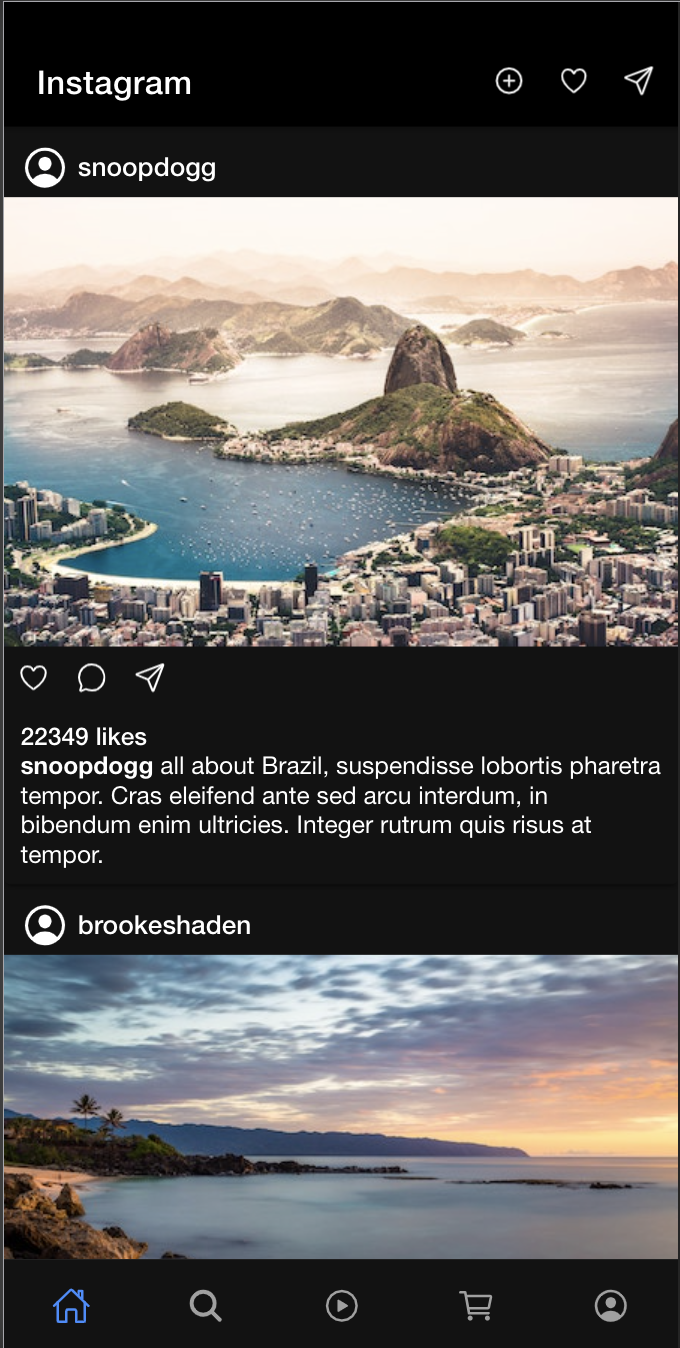 Instagram
snoopdogg
22349 likes
snoopdogg all about Brazil, suspendisse lobortis pharetra
tempor. Cras eleifend ante sed arcu interdum, in
bibendum enim ultricies. Integer rutrum quis risus at
tempor.
brookeshaden